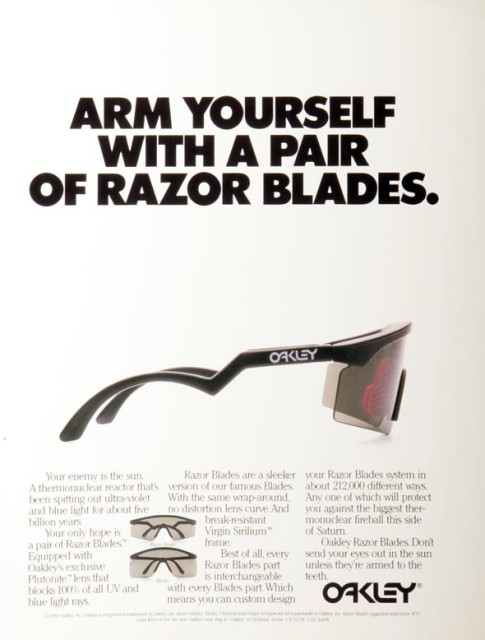 ARM YOURSELF
WITH A PAIR
OF RAZOR BLADES.
OAKLEY
Your enemy is the sun.
A thermonuclear reactor that's
been spitting out ultra-violet
and blue light for about five
billion years.
Your only hope is
a pair of Razor Blades.™
Equipped with
Oakley's exclusive
Plutonite™ lens that
blocks 100% of all UV and
blue light rays.
Razor Blades
Blades
Razor Blades are a sleeker
version of our famous Blades.
With the same wrap-around,
no distortion lens curve. And
break-resistant
Virgin Sirilium™
frame.
Best of all, every
Razor Blades part
is interchangeable
with every Blades part. Which
means you can custom design
your Razor Blades system in
about 212,000 different ways.
Any one of which will protect
you against the biggest ther-
monuclear fireball this side
of Saturn.
Oakley Razor Blades. Don't
send your eyes out in the sun
unless they're armed to the
teeth.
OAKLEY®